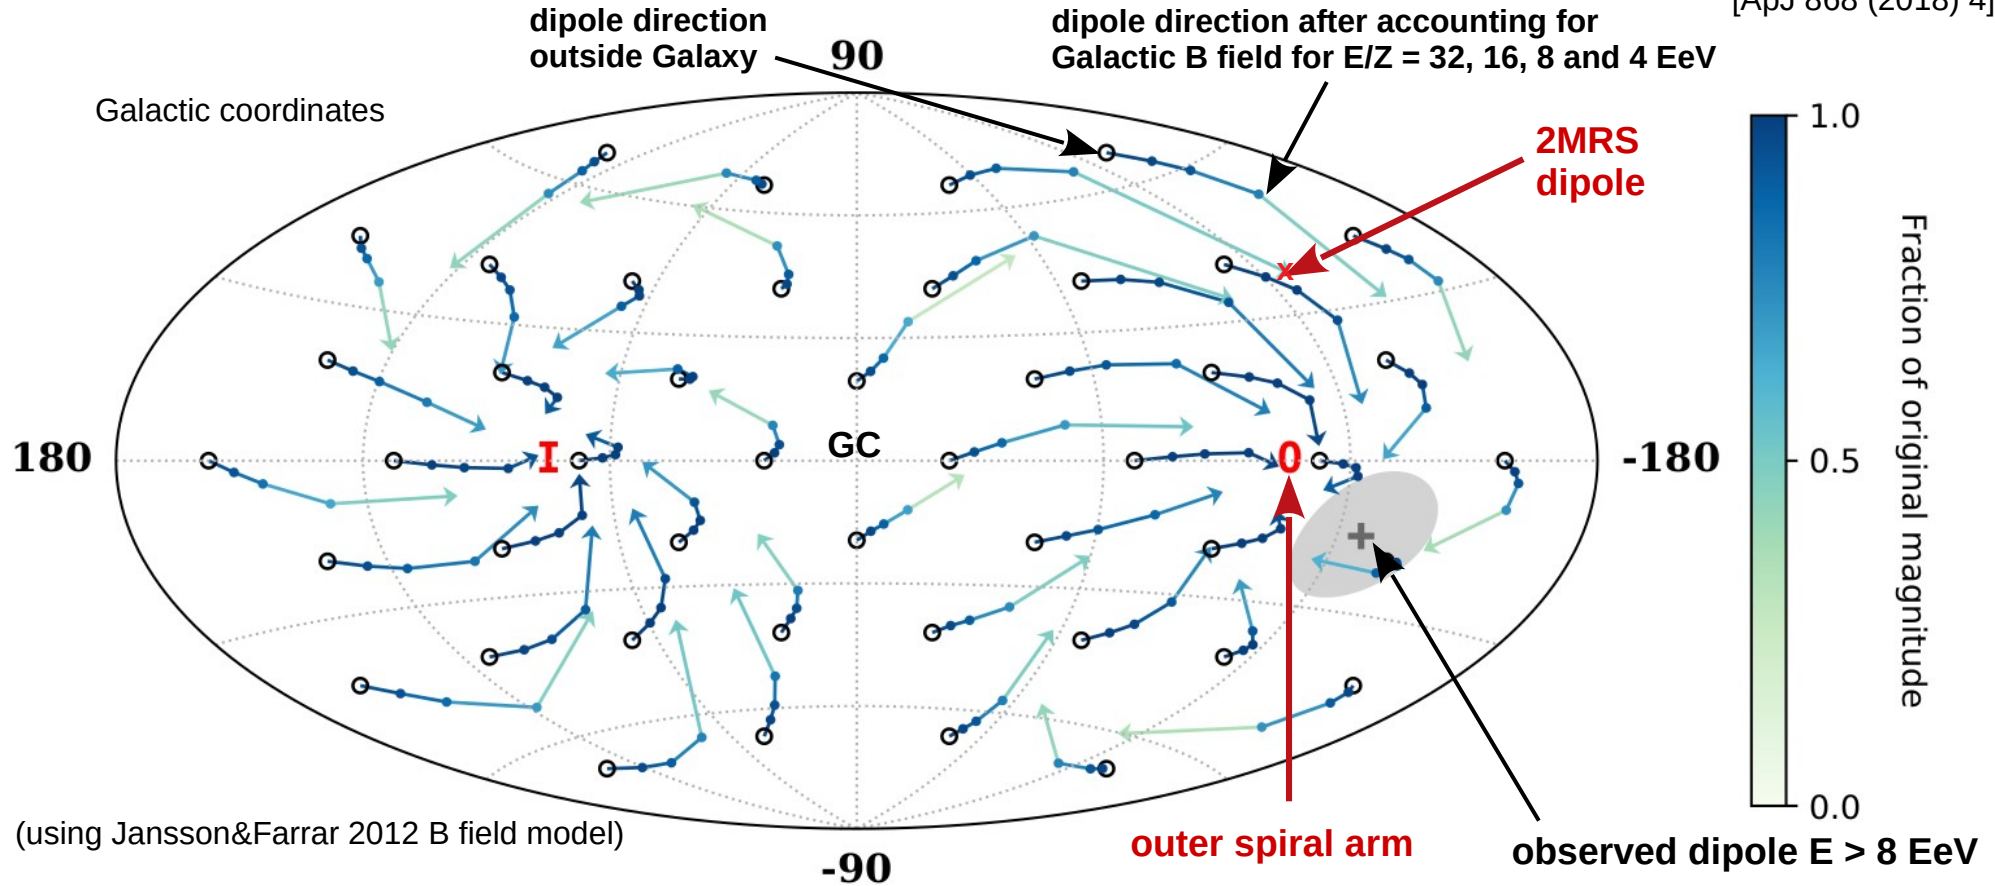 dipole direction
outside Galaxy
dipole direction after accounting for
Galactic B field for E/Z = 32, 16, 8 and 4 EeV
[ApJ 868 (2018) 4]
90
Galactic coordinates
1.0
2MRS
dipole
x
180
I
GC
O
-180
0.5
Fraction of original magnitude
0.0
(using Jansson&Farrar 2012 B field model)
outer spiral arm
observed dipole E > 8 EeV
-90